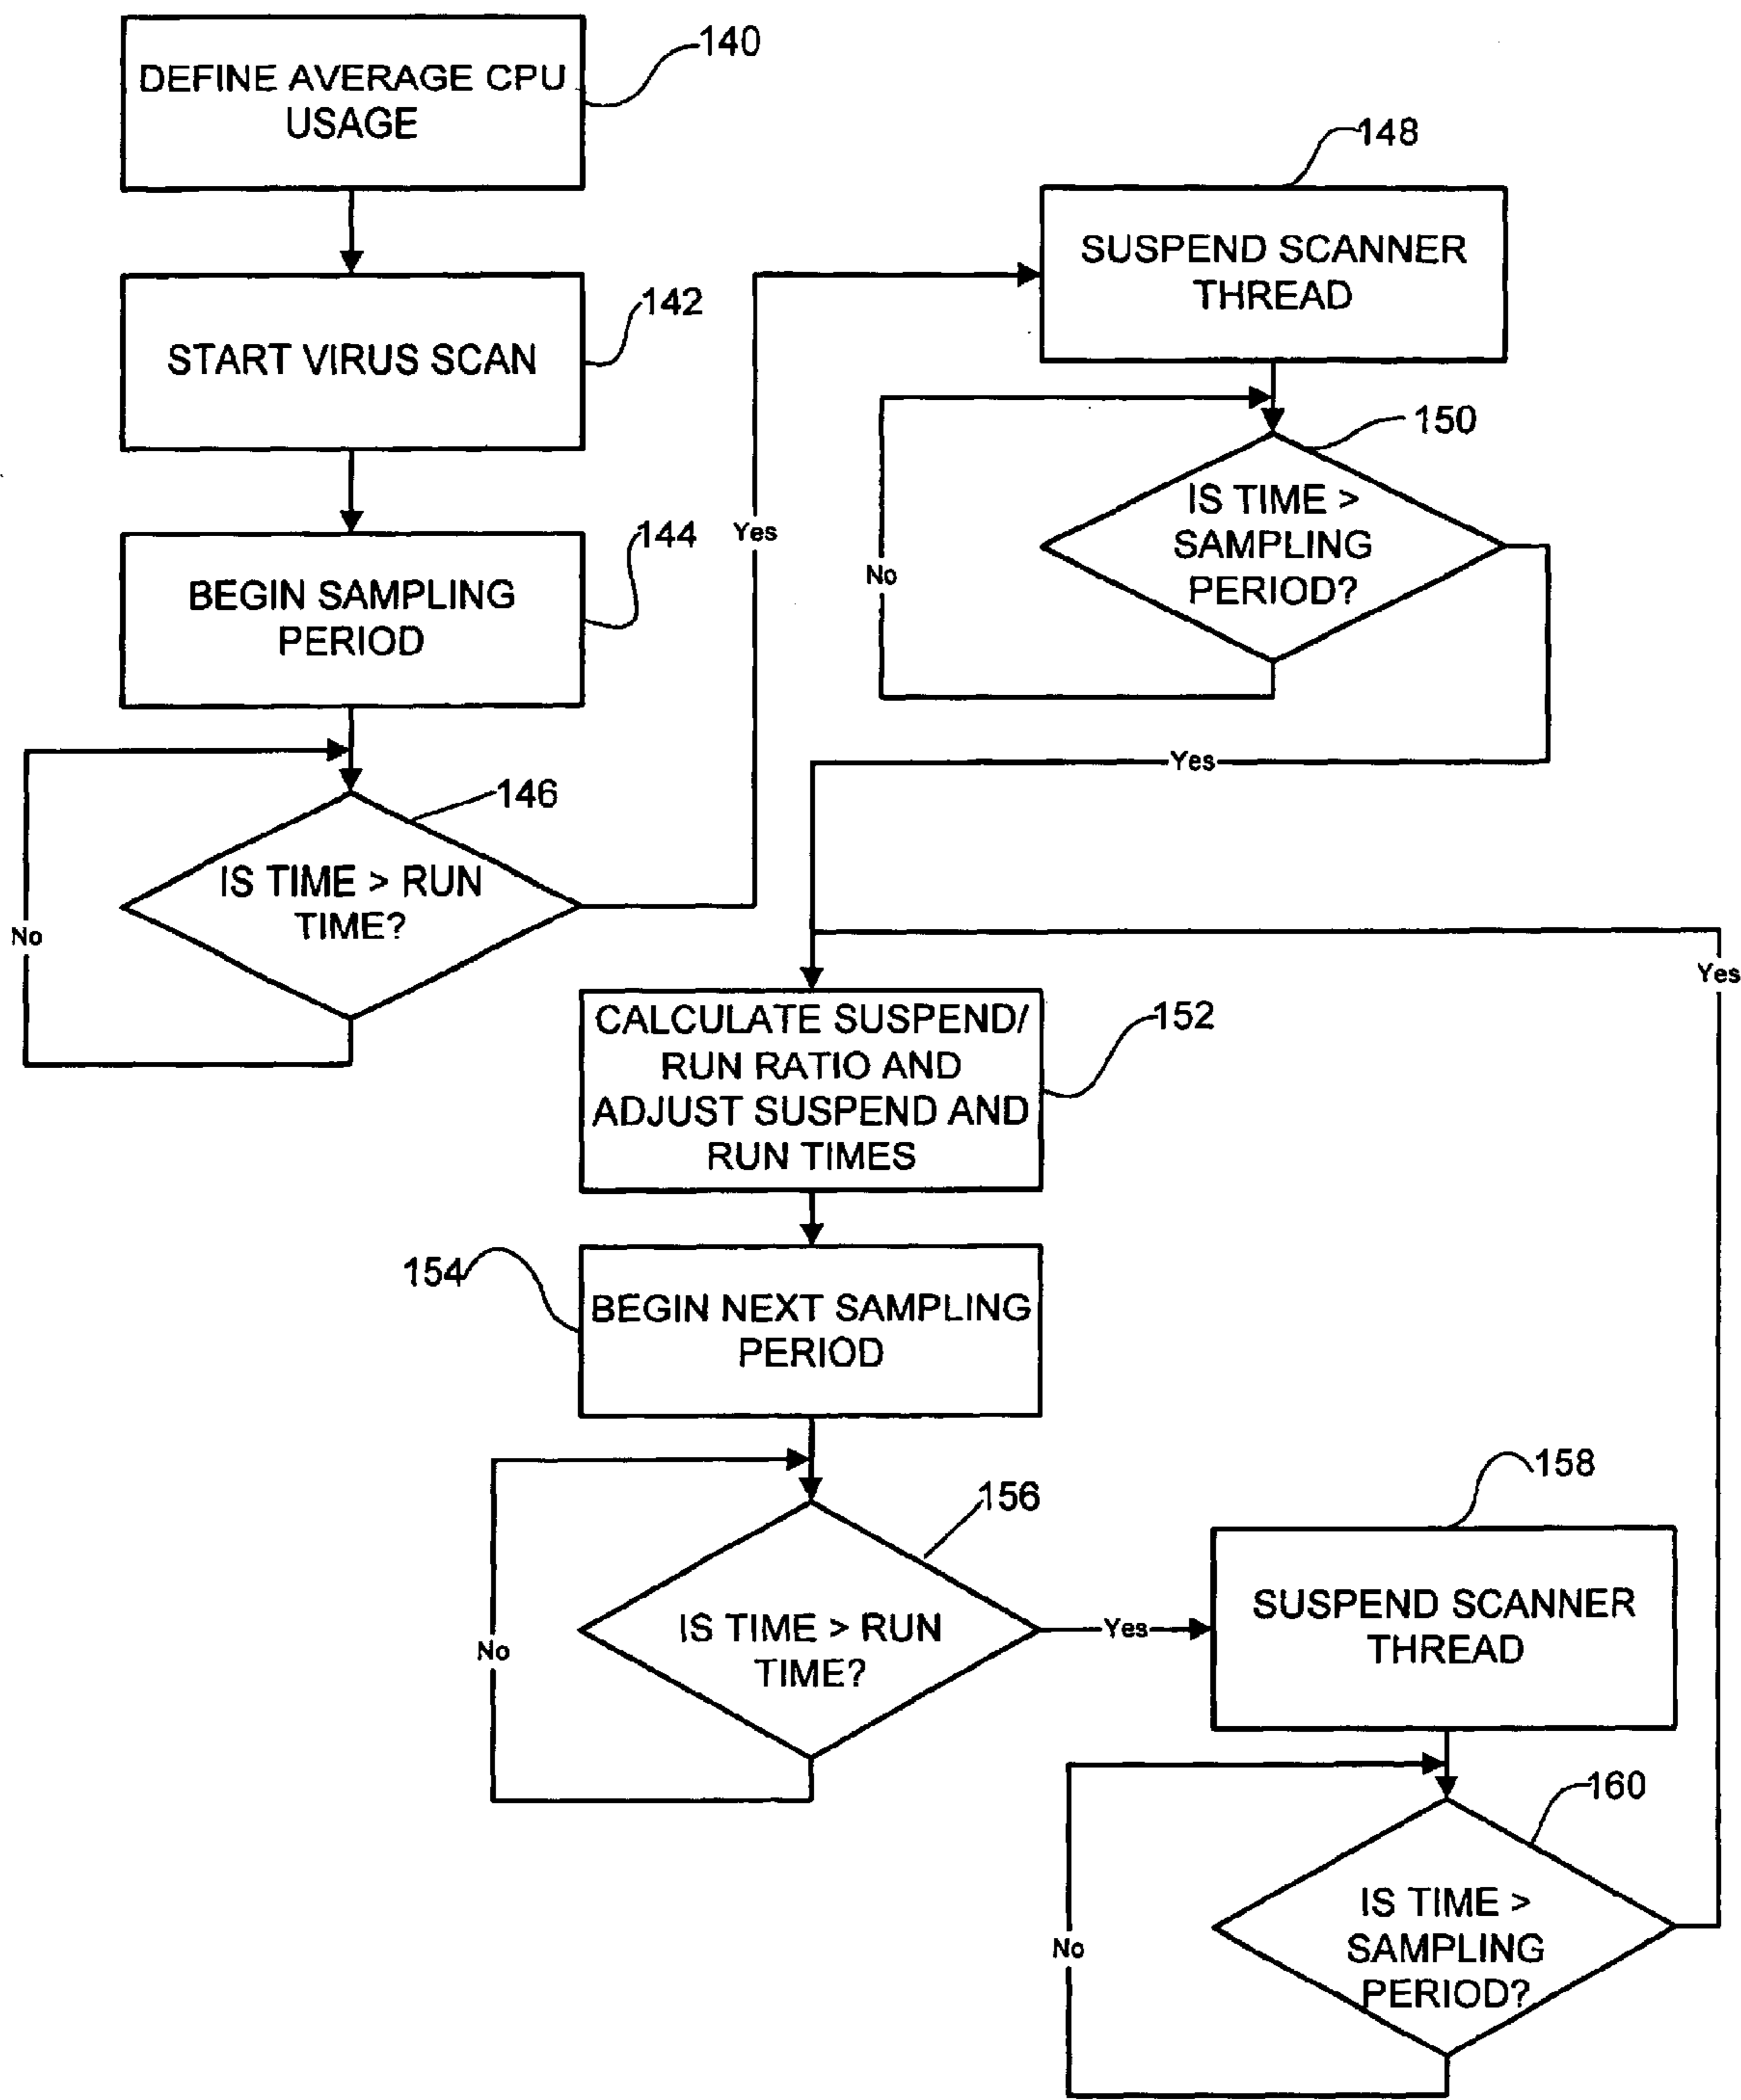 140
DEFINE AVERAGE CPU
USAGE
142
START VIRUS SCAN
144
BEGIN SAMPLING
PERIOD
146
IS TIME > RUN
TIME?
No
Yes
148
SUSPEND SCANNER
THREAD
150
IS TIME >
SAMPLING
PERIOD?
No
Yes
152
CALCULATE SUSPEND/
RUN RATIO AND
ADJUST SUSPEND AND
RUN TIMES
154
BEGIN NEXT SAMPLING
PERIOD
156
IS TIME > RUN
TIME?
No
Yes
158
SUSPEND SCANNER
THREAD
160
IS TIME >
SAMPLING
PERIOD?
No
Yes